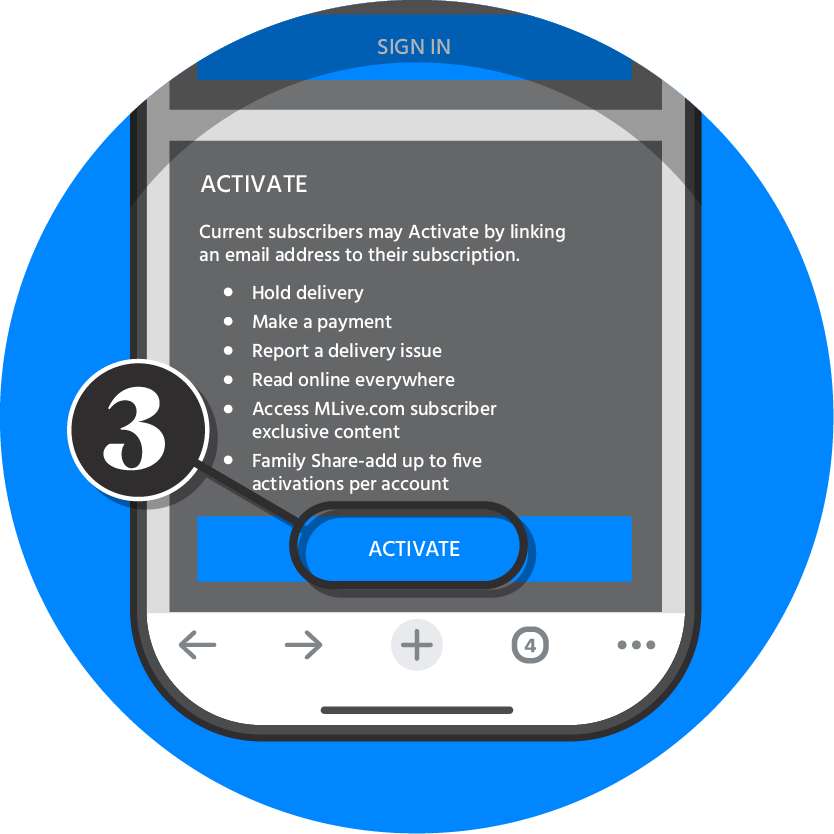 SIGN IN
ACTIVATE
Current subscribers may Activate by linking
an email address to their subscription.
• Hold delivery
• Make a payment
• Report a delivery issue
• Read online everywhere
• Access MLive.com subscriber
exclusive content
• Family Share-add up to five
activations per account
3
ACTIVATE
4